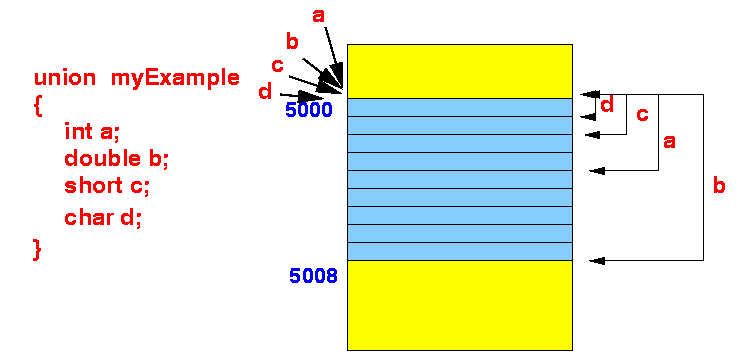 a
b
c
d
union myExample
{
int a;
double b;
short c;
char d;
}
5000
5008
d
c
a
b